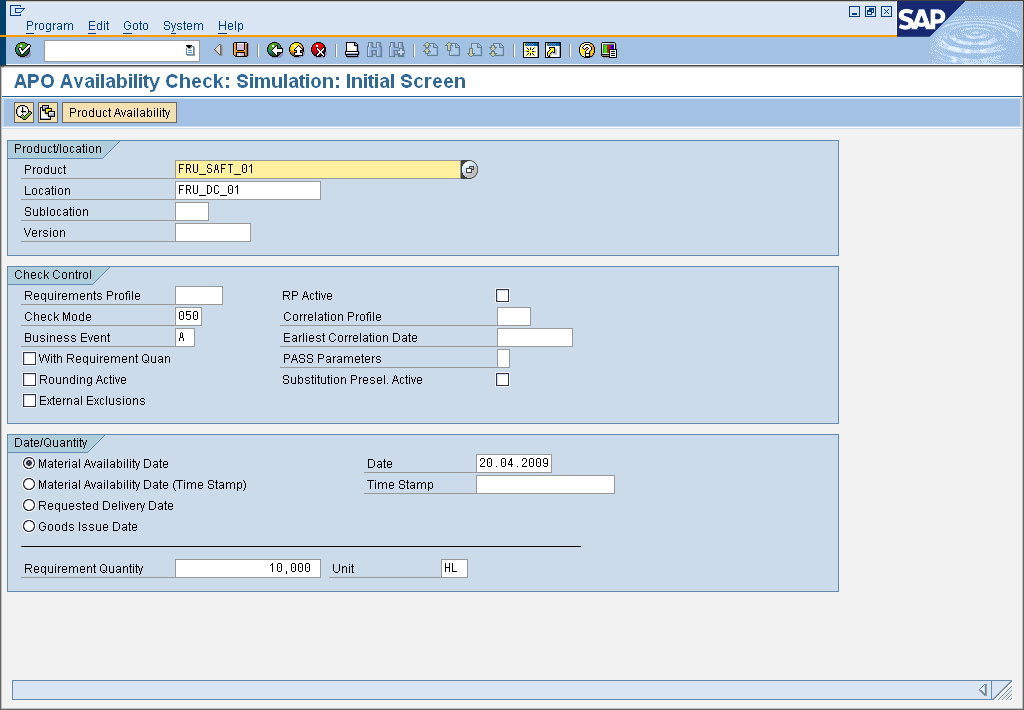 Program Edit Goto System Help
SAP
APO Availability Check: Simulation: Initial Screen
Product Availability
Product/location
Product FRU_SAFT_01
Location FRU_DC_01
Sublocation
Version
Check Control
Requirements Profile RP Active
Check Mode 050 Correlation Profile
Business Event A Earliest Correlation Date
With Requirement Quan PASS Parameters
Rounding Active Substitution Presel. Active
External Exclusions
Date/Quantity
Material Availability Date Date 20.04.2009
Material Availability Date (Time Stamp) Time Stamp
Requested Delivery Date
Goods Issue Date
Requirement Quantity 10,000 Unit HL